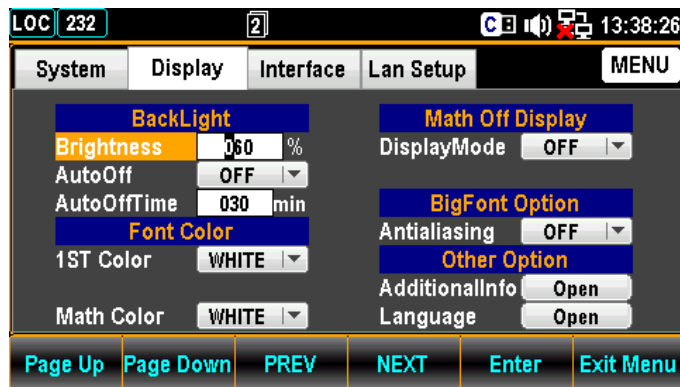 LOC 232 2 C 13:38:26
System Display Interface Lan Setup MENU
BackLight
Brightness 060 %
AutoOff OFF
AutoOffTime 030 min
Font Color
1ST Color WHITE
Math Color WHITE
Math Off Display
DisplayMode OFF
BigFont Option
Antialiasing OFF
Other Option
AdditionalInfo Open
Language Open
Page Up Page Down PREV NEXT Enter Exit Menu